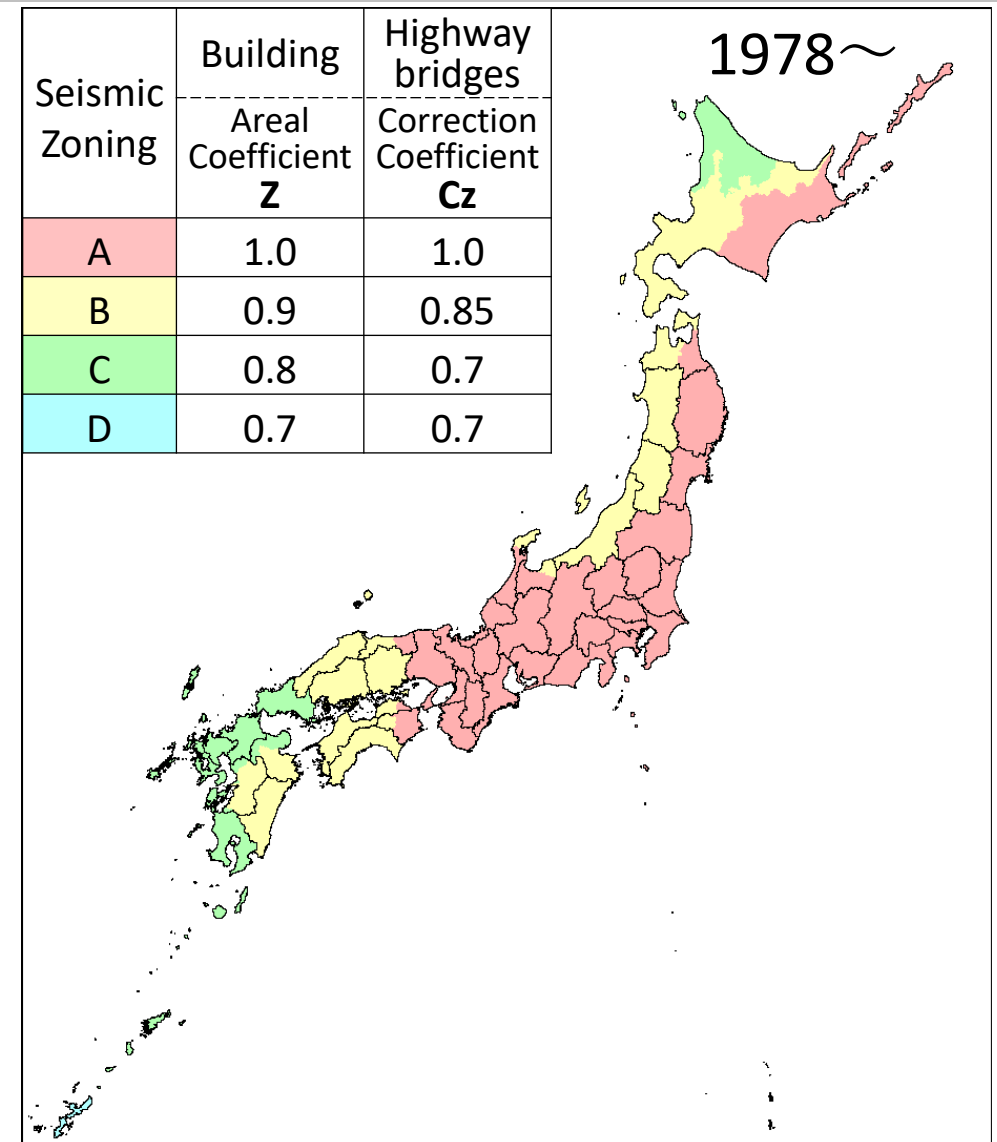 1978～
Seismic
Zoning
Building
Highway
bridges
Areal
Coefficient
Z
Correction
Coefficient
Cz
A 1.0 1.0
B 0.9 0.85
C 0.8 0.7
D 0.7 0.7